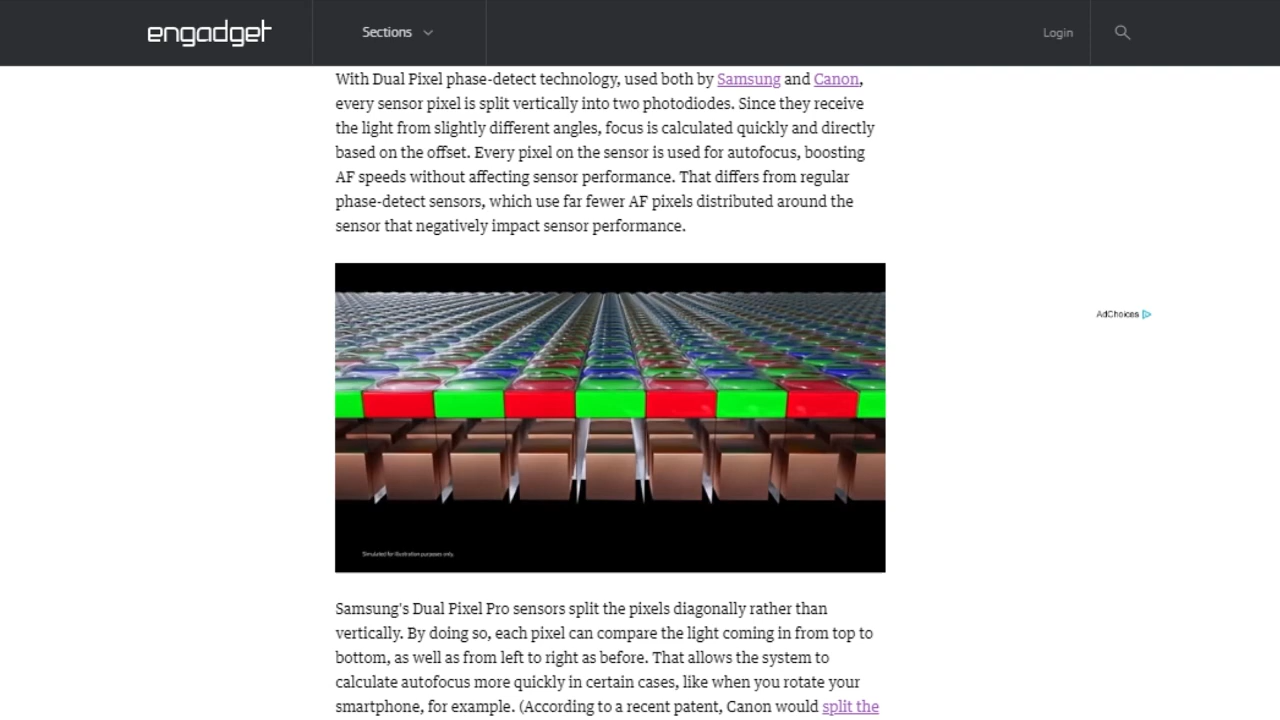 engadget
Sections
Login
With Dual Pixel phase-detect technology, used both by Samsung and Canon,
every sensor pixel is split vertically into two photodiodes. Since they receive
the light from slightly different angles, focus is calculated quickly and directly
based on the offset. Every pixel on the sensor is used for autofocus, boosting
AF speeds without affecting sensor performance. That differs from regular
phase-detect sensors, which use far fewer AF pixels distributed around the
sensor that negatively impact sensor performance.
AdChoices
Simulated for illustration purposes only.
Samsung's Dual Pixel Pro sensors split the pixels diagonally rather than
vertically. By doing so, each pixel can compare the light coming in from top to
bottom, as well as from left to right as before. That allows the system to
calculate autofocus more quickly in certain cases, like when you rotate your
smartphone, for example. (According to a recent patent, Canon would split the